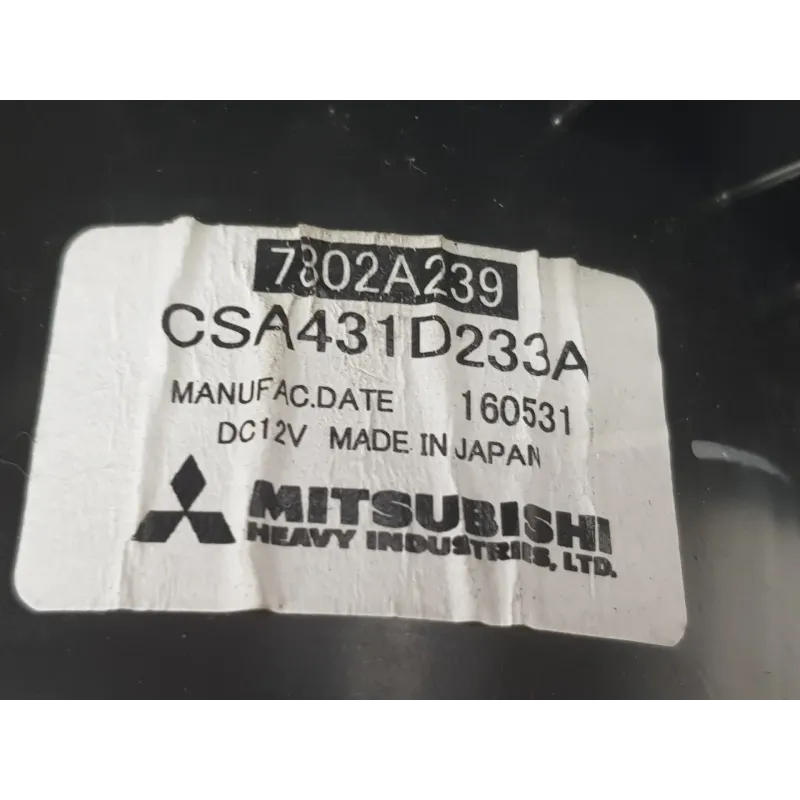 7802A239
CSA431D233A
MANUFAC.DATE 160531
DC12V MADE IN JAPAN
MITSUBISHI
HEAVY INDUSTRIES, LTD.